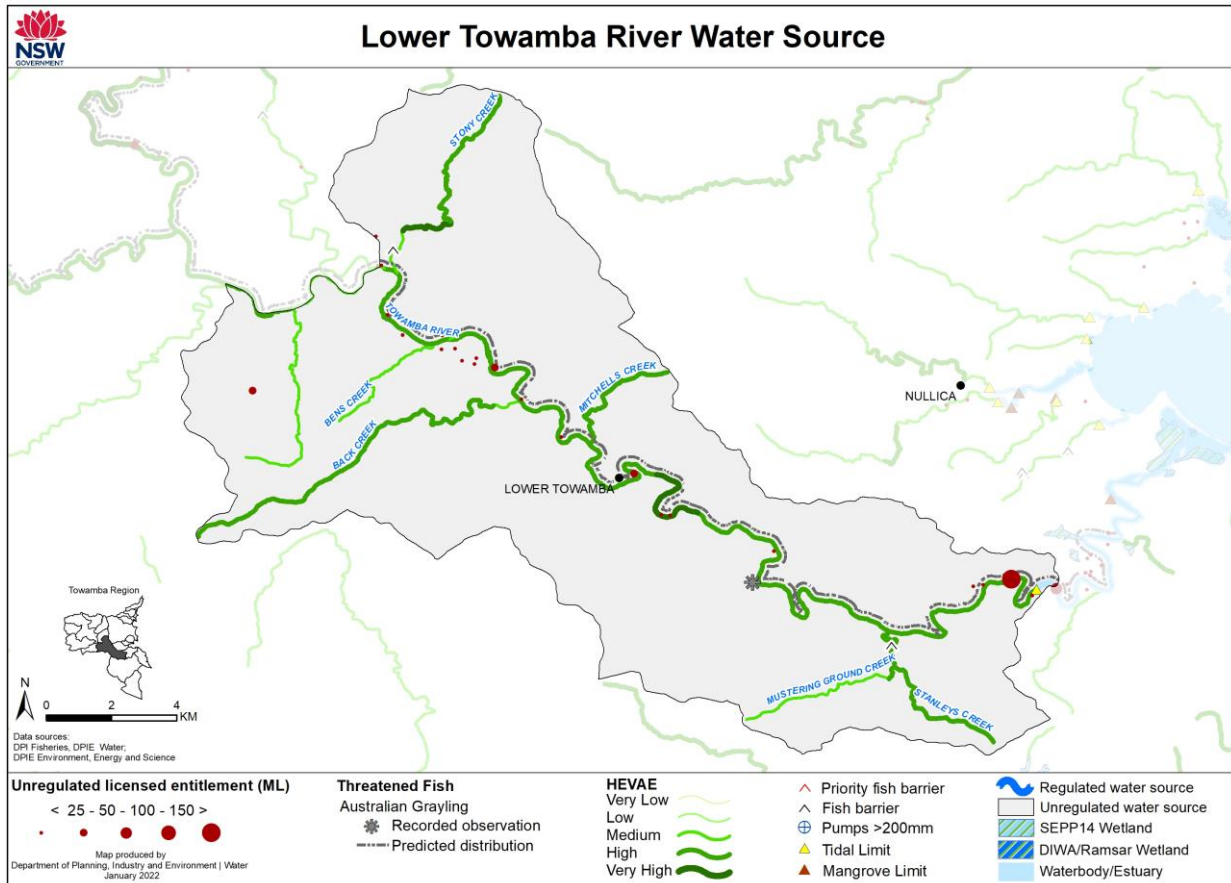 NSW
GOVERNMENT
Lower Towamba River Water Source
STONY CREEK
TOWAMBA RIVER
MITCHELLS CREEK
BENS CREEK
BACK CREEK
NULLICA
LOWER TOWAMBA
MUSTERING GROUND CREEK
STANLEYS CREEK
Towamba Region
N
0 2 4
KM
Data sources:
DPI Fisheries, DPIE Water;
DPIE Environment, Energy and Science
Unregulated licensed entitlement (ML)
< 25 - 50 - 100 - 150 >
Map produced by
Department of Planning, Industry and Environment | Water
January 2022
Threatened Fish
Australian Grayling
Recorded observation
Predicted distribution
HEVAE
Very Low
Low
Medium
High
Very High
Priority fish barrier
Fish barrier
Pumps >200mm
Tidal Limit
Mangrove Limit
Regulated water source
Unregulated water source
SEPP14 Wetland
DIWA/Ramsar Wetland
Waterbody/Estuary